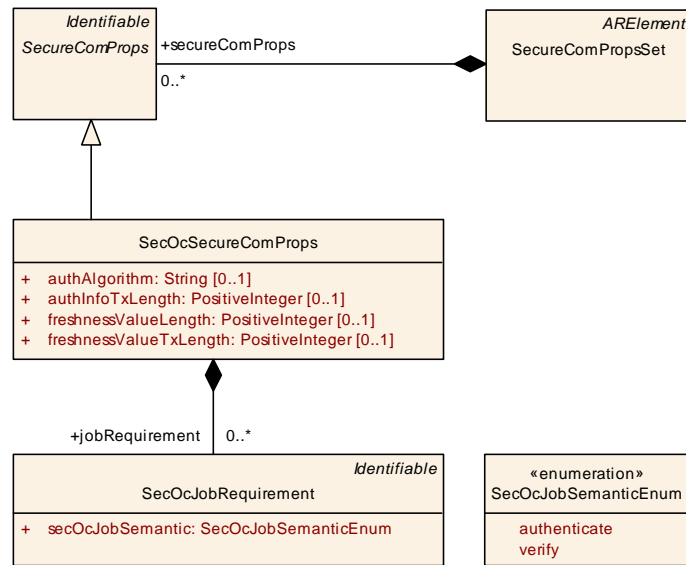 Identifiable
SecureComProps
+secureComProps
0..*
ARElement
SecureComPropsSet
SecOcSecureComProps
+ authAlgorithm: String [0..1]
+ authInfoTxLength: PositiveInteger [0..1]
+ freshnessValueLength: PositiveInteger [0..1]
+ freshnessValueTxLength: PositiveInteger [0..1]
+jobRequirement 0..*
Identifiable
SecOcJobRequirement
+ secOcJobSemantic: SecOcJobSemanticEnum
«enumeration»
SecOcJobSemanticEnum
authenticate
verify